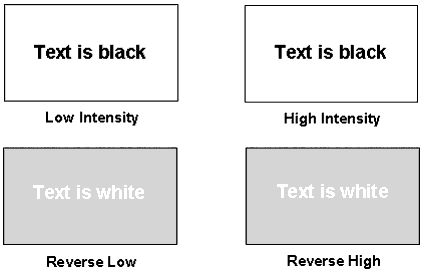 Text is black
Text is black
Low Intensity
High Intensity
Text is white
Text is white
Reverse Low
Reverse High